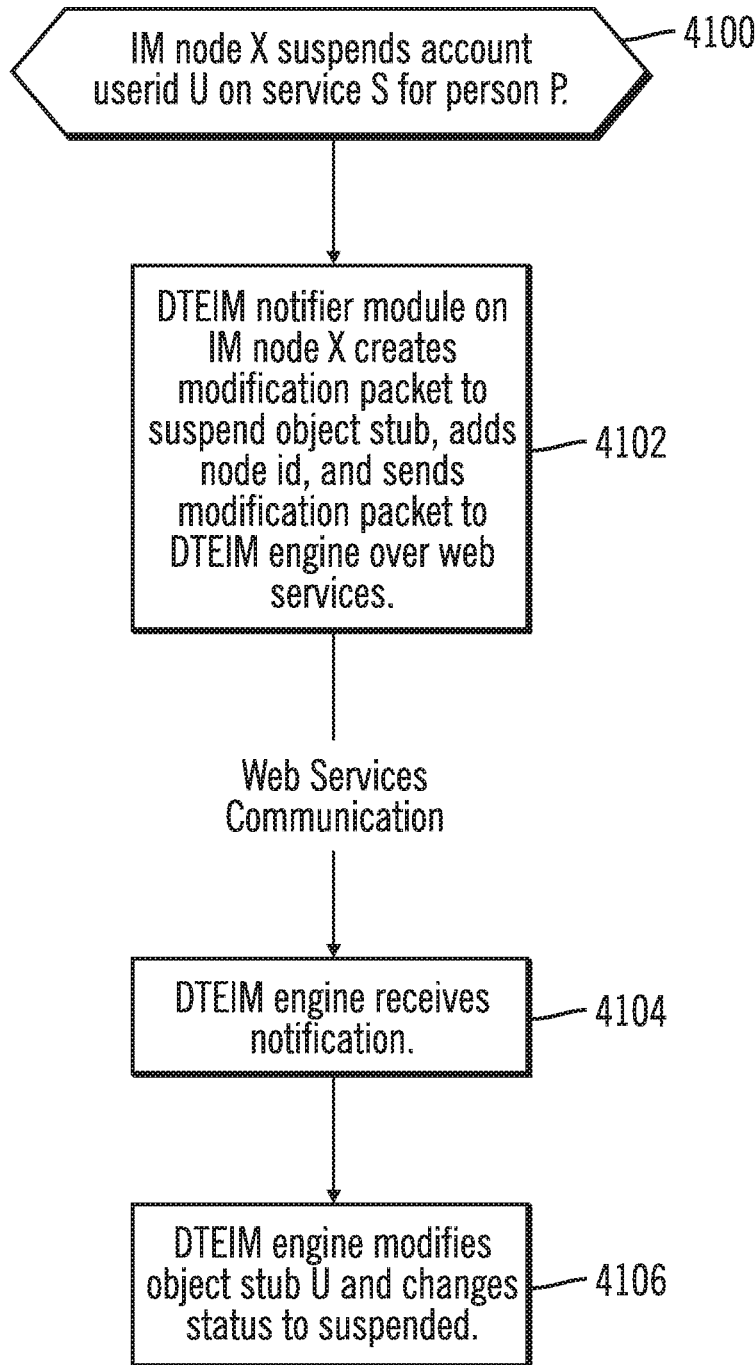 IM node X suspends account
userid U on service S for person P.
4100
DTEIM notifier module on
IM node X creates
modification packet to
suspend object stub, adds
node id, and sends
modification packet to
DTEIM engine over web
services.
4102
Web Services
Communication
DTEIM engine receives
notification.
4104
DTEIM engine modifies
object stub U and changes
status to suspended.
4106